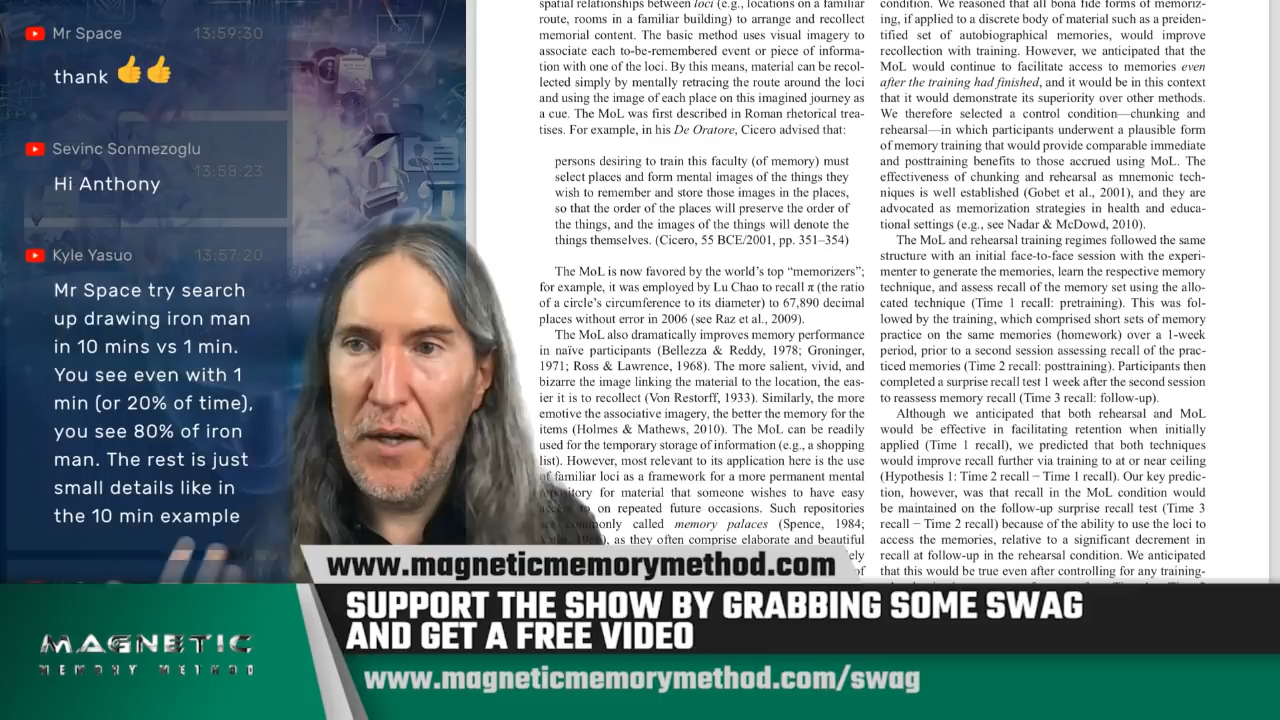 Mr Space 13:59:30
thank 👍👍
Sevinc Sonmezoglu
13:58:23
Hi Anthony
Kyle Yasuo 13:57:20
Mr Space try search
up drawing iron man
in 10 mins vs 1 min.
You see even with 1
min (or 20% of time),
you see 80% of iron
man. The rest is just
small details like in
the 10 min example
spatial relationships between loci (e.g., locations on a familiar
route, rooms in a familiar building) to arrange and recollect
memorial content. The basic method uses visual imagery to
associate each to-be-remembered event or piece of informa-
tion with one of the loci. By this means, material can be recol-
lected simply by mentally retracing the route around the loci
and using the image of each place on this imagined journey as
a cue. The MoL was first described in Roman rhetorical trea-
tises. For example, in his De Oratore, Cicero advised that:
persons desiring to train this faculty (of memory) must
select places and form mental images of the things they
wish to remember and store those images in the places,
so that the order of the places will preserve the order of
the things, and the images of the things will denote the
things themselves. (Cicero, 55 BCE/2001, pp. 351–354)
The MoL is now favored by the world's top “memorizers”;
for example, it was employed by Lu Chao to recall π (the ratio
of a circle's circumference to its diameter) to 67,890 decimal
places without error in 2006 (see Raz et al., 2009).
The MoL also dramatically improves memory performance
in naïve participants (Bellezza & Reddy, 1978; Groninger,
1971; Ross & Lawrence, 1968). The more salient, vivid, and
bizarre the image linking the material to the location, the eas-
ier it is to recollect (Von Restorff, 1933). Similarly, the more
emotive the associative imagery, the better the memory for the
items (Holmes & Mathews, 2010). The MoL can be readily
used for the temporary storage of information (e.g., a shopping
list). However, most relevant to its application here is the use
of familiar loci as a framework for a more permanent mental
repository for material that someone wishes to have easy
access to on repeated future occasions. Such repositories
are commonly called memory palaces (Spence, 1984;
as they often comprise elaborate and beautiful
condition. We reasoned that all bona fide forms of memoriz-
ing, if applied to a discrete body of material such as a preiden-
tified set of autobiographical memories, would improve
recollection with training. However, we anticipated that the
MoL would continue to facilitate access to memories even
after the training had finished, and it would be in this context
that it would demonstrate its superiority over other methods.
We therefore selected a control condition—chunking and
rehearsal—in which participants underwent a plausible form
of memory training that would provide comparable immediate
and posttraining benefits to those accrued using MoL. The
effectiveness of chunking and rehearsal as mnemonic tech-
niques is well established (Gobet et al., 2001), and they are
advocated as memorization strategies in health and educa-
tional settings (e.g., see Nadar & McDowd, 2010).
The MoL and rehearsal training regimes followed the same
structure with an initial face-to-face session with the experi-
menter to generate the memories, learn the respective memory
technique, and assess recall of the memory set using the allo-
cated technique (Time 1 recall: pretraining). This was fol-
lowed by the training, which comprised short sets of memory
practice on the same memories (homework) over a 1-week
period, prior to a second session assessing recall of the prac-
ticed memories (Time 2 recall: posttraining). Participants then
completed a surprise recall test 1 week after the second session
to reassess memory recall (Time 3 recall: follow-up).
Although we anticipated that both rehearsal and MoL
would be effective in facilitating retention when initially
applied (Time 1 recall), we predicted that both techniques
would improve recall further via training to at or near ceiling
(Hypothesis 1: Time 2 recall − Time 1 recall). Our key predic-
tion, however, was that recall in the MoL condition would
be maintained on the follow-up surprise recall test (Time 3
recall − Time 2 recall) because of the ability to use the loci to
access the memories, relative to a significant decrement in
recall at follow-up in the rehearsal condition. We anticipated
that this would be true even after controlling for any training-
www.magneticmemorymethod.com
SUPPORT THE SHOW BY GRABBING SOME SWAG
AND GET A FREE VIDEO
www.magneticmemorymethod.com/swag
MAGNETIC
MEMORY METHOD